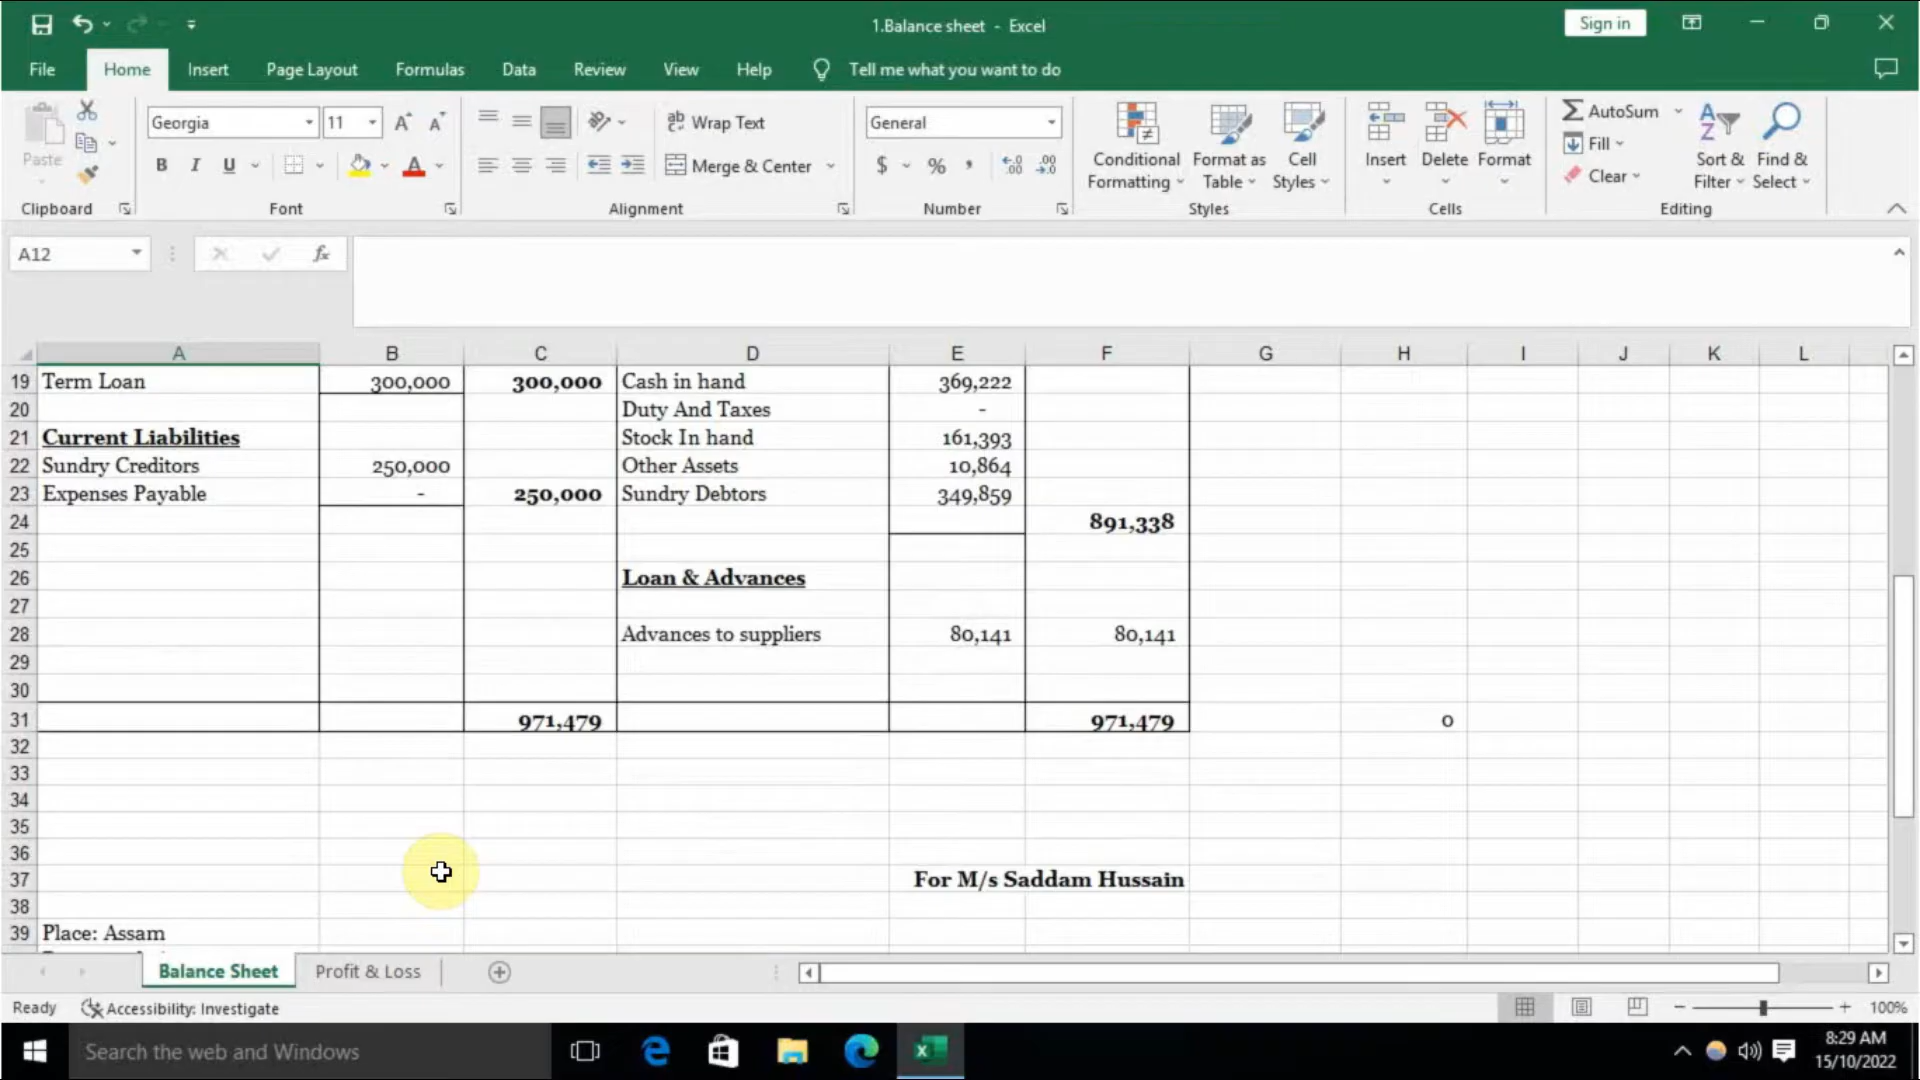 1.Balance sheet - Excel
Sign in
File Home Insert Page Layout Formulas Data Review View Help Tell me what you want to do
Paste
Georgia 11
Wrap Text
General
Conditional Formatting
Format as Table
Cell Styles
Insert
Delete
Format
AutoSum
Fill
Clear
Sort & Filter
Find & Select
B I U
Merge & Center
$ % ,
Clipboard Font Alignment Number Styles Cells Editing
A12 fx
A B C D E F G H I J K L
19 Term Loan 300,000 300,000 Cash in hand 369,222
20 Duty And Taxes -
21 Current Liabilities Stock In hand 161,393
22 Sundry Creditors 250,000 Other Assets 10,864
23 Expenses Payable - 250,000 Sundry Debtors 349,859
24 891,338
25
26 Loan & Advances
27
28 Advances to suppliers 80,141 80,141
29
30
31 971,479 971,479 0
32
33
34
35
36
37 For M/s Saddam Hussain
38
39 Place: Assam
Balance Sheet Profit & Loss
Ready Accessibility: Investigate 100%
Search the web and Windows
8:29 AM
15/10/2022